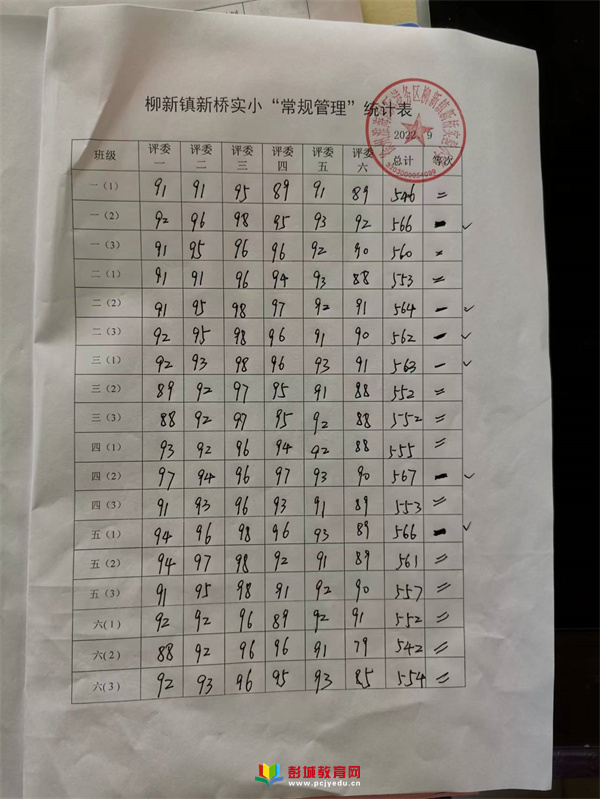 柳新镇新桥实小“常规管理”统计表
2022.9
班级 评委一 评委二 评委三 评委四 评委五 评委六 总计 等次
一（1） 91 91 95 89 91 89 546 二
一（2） 92 96 98 95 93 92 566 一 ✓
一（3） 91 95 96 96 92 90 560 二
二（1） 91 91 96 94 93 88 553 二
二（2） 91 95 98 97 92 91 564 一 ✓
二（3） 92 95 98 96 91 90 562 一 ✓
三（1） 92 93 98 96 93 91 563 一 ✓
三（2） 89 92 97 95 91 88 552 二
三（3） 88 92 97 95 92 88 552 二
四（1） 93 92 96 94 92 88 555 二
四（2） 97 94 96 97 93 90 567 一 ✓
四（3） 91 93 96 93 91 89 553 二
五（1） 94 96 98 96 93 89 566 一 ✓
五（2） 94 97 98 92 91 89 561 二
五（3） 91 95 98 91 92 90 557 二
六(1) 92 92 96 89 92 91 552 二
六(2) 88 92 96 96 91 79 542 二
六(3) 92 93 96 95 93 85 554 二
彭城教育网
www.pcjyedu.cn